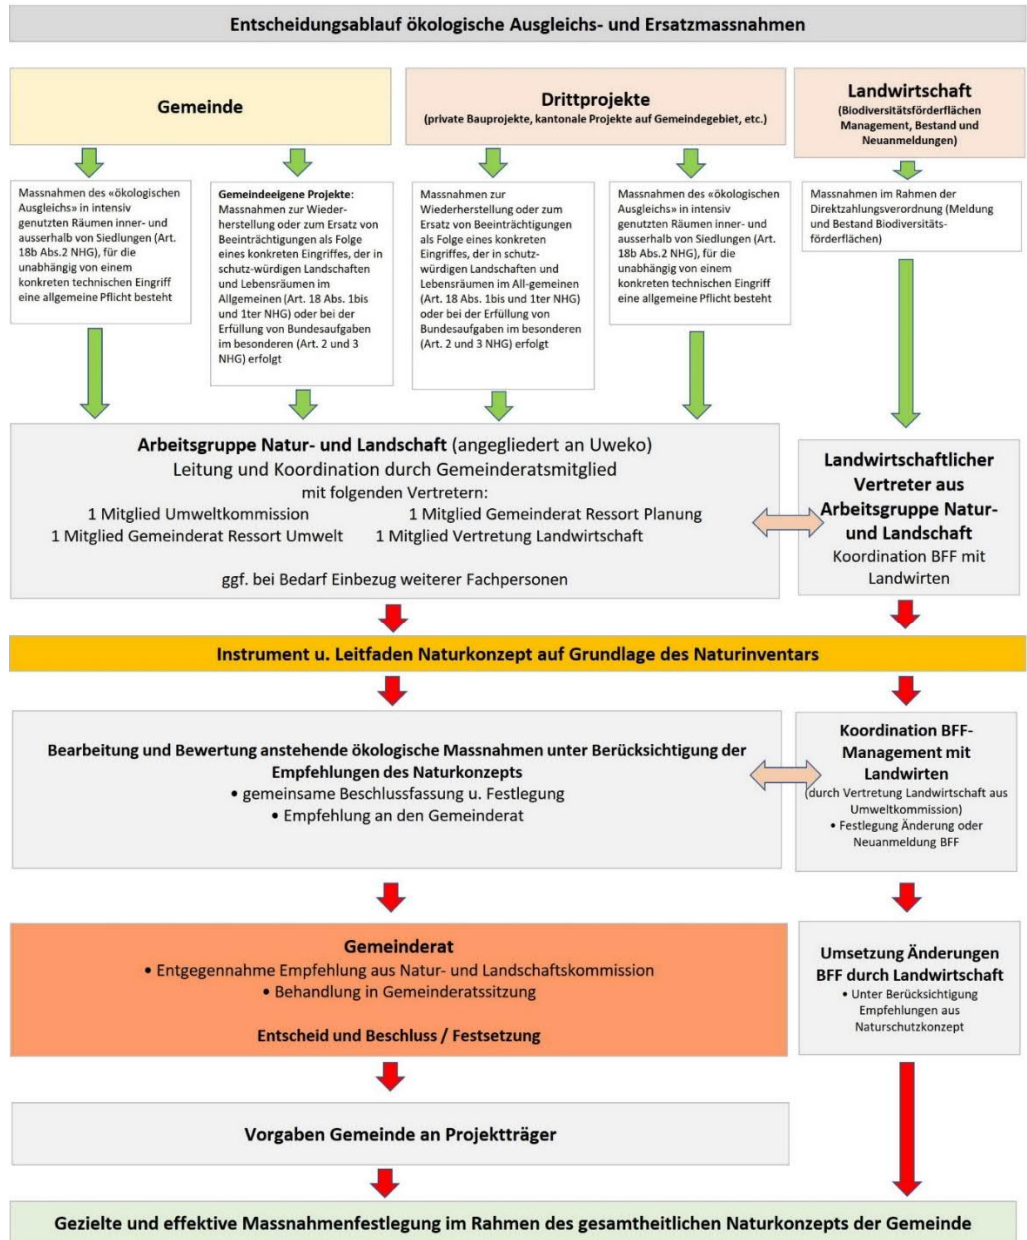 Entscheidungsablauf ökologische Ausgleichs- und Ersatzmassnahmen
Gemeinde
Drittprojekte
(private Bauprojekte, kantonale Projekte auf Gemeindegebiet, etc.)
Landwirtschaft
(Biodiversitätsförderflächen
Management, Bestand und
Neuanmeldungen)
Massnahmen des «ökologischen
Ausgleichs» in intensiv
genutzten Räumen inner- und
ausserhalb von Siedlungen (Art.
18b Abs.2 NHG), für die
unabhängig von einem
konkreten technischen Eingriff
eine allgemeine Pflicht besteht
Gemeindeeigene Projekte:
Massnahmen zur Wieder-
herstellung oder zum Ersatz von
Beeinträchtigungen als Folge
eines konkreten Eingriffes, der in
schutz-würdigen Landschaften
und Lebensräumen im
Allgemeinen (Art. 18 Abs. 1bis
und 1ter NHG) oder bei der
Erfüllung von Bundesaufgaben
im besonderen (Art. 2 und 3
NHG) erfolgt
Massnahmen zur
Wiederherstellung oder zum
Ersatz von Beeinträchtigungen
als Folge eines konkreten
Eingriffes, der in schutz-
würdigen Landschaften und
Lebensräumen im All-gemeinen
(Art. 18 Abs. 1bis und 1ter NHG)
oder bei der Erfüllung von
Bundesaufgaben im besonderen
(Art. 2 und 3 NHG) erfolgt
Massnahmen des «ökologischen
Ausgleichs» in intensiv
genutzten Räumen inner- und
ausserhalb von Siedlungen (Art.
18b Abs.2 NHG), für die
unabhängig von einem
konkreten technischen Eingriff
eine allgemeine Pflicht besteht
Massnahmen im Rahmen der
Direktzahlungsverordnung (Meldung
und Bestand Biodiversitäts-
förderflächen)
Arbeitsgruppe Natur- und Landschaft (angegliedert an Uweko)
Leitung und Koordination durch Gemeinderatsmitglied
mit folgenden Vertretern:
1 Mitglied Umweltkommission 1 Mitglied Gemeinderat Ressort Planung
1 Mitglied Gemeinderat Ressort Umwelt 1 Mitglied Vertretung Landwirtschaft
ggf. bei Bedarf Einbezug weiterer Fachpersonen
Landwirtschaftlicher
Vertreter aus
Arbeitsgruppe Natur-
und Landschaft
Koordination BFF mit
Landwirten
Instrument u. Leitfaden Naturkonzept auf Grundlage des Naturinventars
Bearbeitung und Bewertung anstehende ökologische Massnahmen unter Berücksichtigung der
Empfehlungen des Naturkonzepts
• gemeinsame Beschlussfassung u. Festlegung
• Empfehlung an den Gemeinderat
Koordination BFF-
Management mit
Landwirten
(durch Vertretung Landwirtschaft aus
Umweltkommission)
• Festlegung Änderung oder
Neuanmeldung BFF
Gemeinderat
• Entgegennahme Empfehlung aus Natur- und Landschaftskommission
• Behandlung in Gemeinderatssitzung
Entscheid und Beschluss / Festsetzung
Umsetzung Änderungen
BFF durch Landwirtschaft
• Unter Berücksichtigung
Empfehlungen aus
Naturschutzkonzept
Vorgaben Gemeinde an Projektträger
Gezielte und effektive Massnahmenfestlegung im Rahmen des gesamtheitlichen Naturkonzepts der Gemeinde